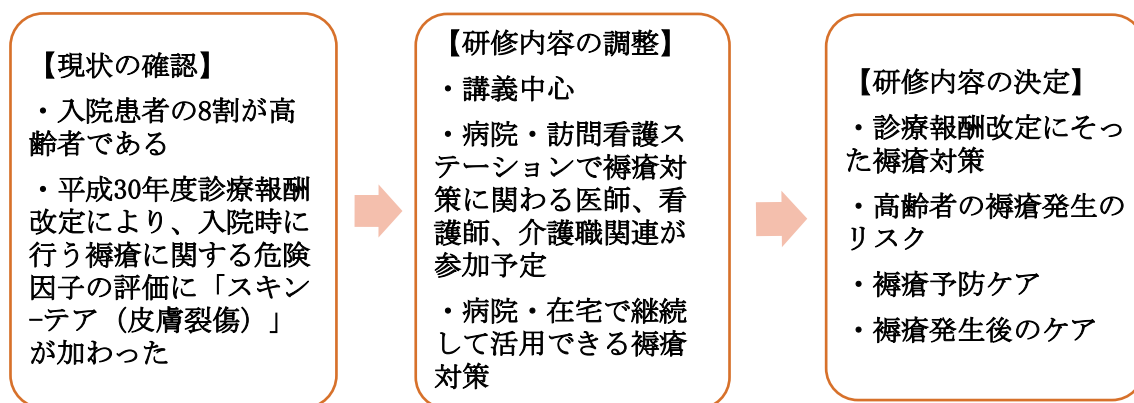 【現状の確認】
・入院患者の8割が高
齢者である
・平成30年度診療報酬
改定により、入院時に
行う褥瘡に関する危険
因子の評価に「スキン
-テア（皮膚裂傷）」
が加わった
【研修内容の調整】
・講義中心
・病院・訪問看護ス
テーションで褥瘡対
策に関わる医師、看
護師、介護職関連が
参加予定
・病院・在宅で継続
して活用できる褥瘡
対策
【研修内容の決定】
・診療報酬改定にそっ
た褥瘡対策
・高齢者の褥瘡発生の
リスク
・褥瘡予防ケア
・褥瘡発生後のケア